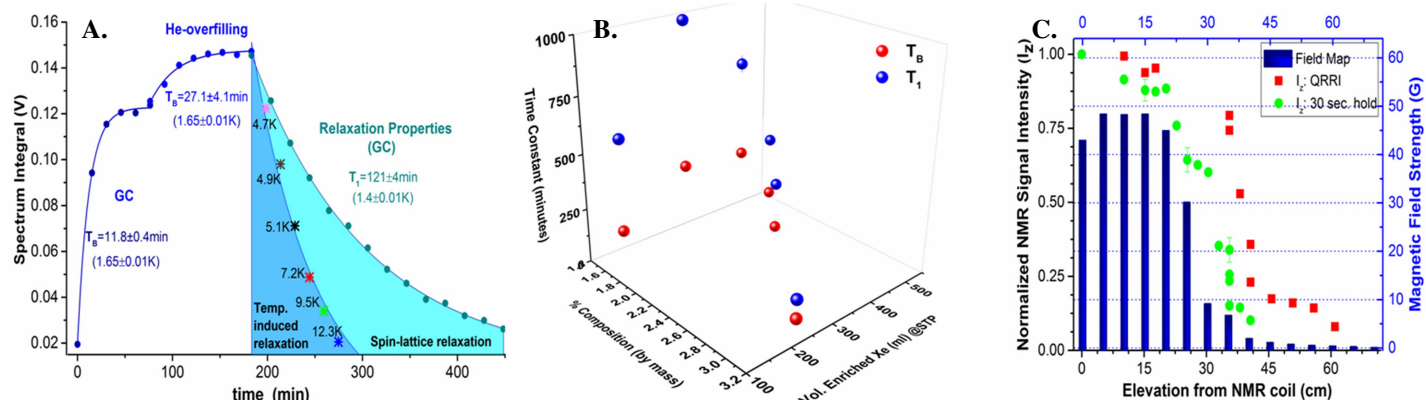 A.
He-overfilling
T_B=27.1±4.1min
(1.65±0.01K)
GC
T_B=11.8±0.4min
(1.65±0.01K)
Relaxation Properties
(GC)
T_1=121±4min
(1.4±0.01K)
4.7K
4.9K
5.1K
7.2K
9.5K
12.3K
Temp.
induced
relaxation
Spin-lattice relaxation
Spectrum Integral (V)
0.16
0.14
0.12
0.10
0.08
0.06
0.04
0.02
0 100 200 300 400
time (min)
B.
T_B
T_1
Time Constant (minutes)
1000
750
500
250
1.6
1.8
2.0
2.2
2.4
2.6
2.8
3.0
3.2
% Composition (by mass)
100
200
300
400
500
Vol. Enriched Xe (ml) @STP
C.
0 15 30 45 60
Field Map
I_z: QRRI
I_z: 30 sec. hold
Normalized NMR Signal Intensity (I_z)
1.00
0.75
0.50
0.25
0.00
60
50
40
30
20
10
0
Magnetic Field Strength (G)
0 15 30 45 60
Elevation from NMR coil (cm)